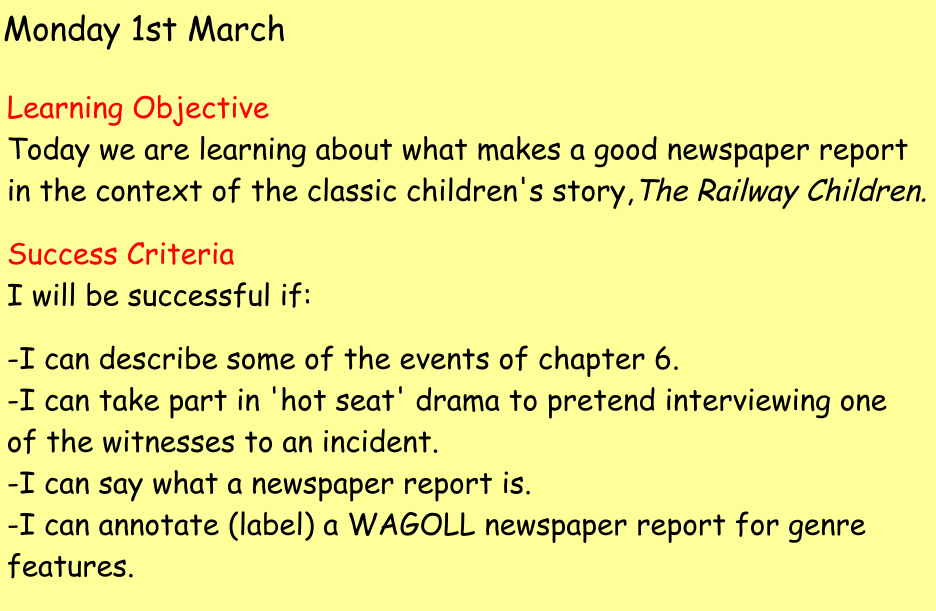 Monday 1st March
Learning Objective
Today we are learning about what makes a good newspaper report
in the context of the classic children's story,The Railway Children.
Success Criteria
I will be successful if:
-I can describe some of the events of chapter 6.
-I can take part in 'hot seat' drama to pretend interviewing one
of the witnesses to an incident.
-I can say what a newspaper report is.
-I can annotate (label) a WAGOLL newspaper report for genre
features.